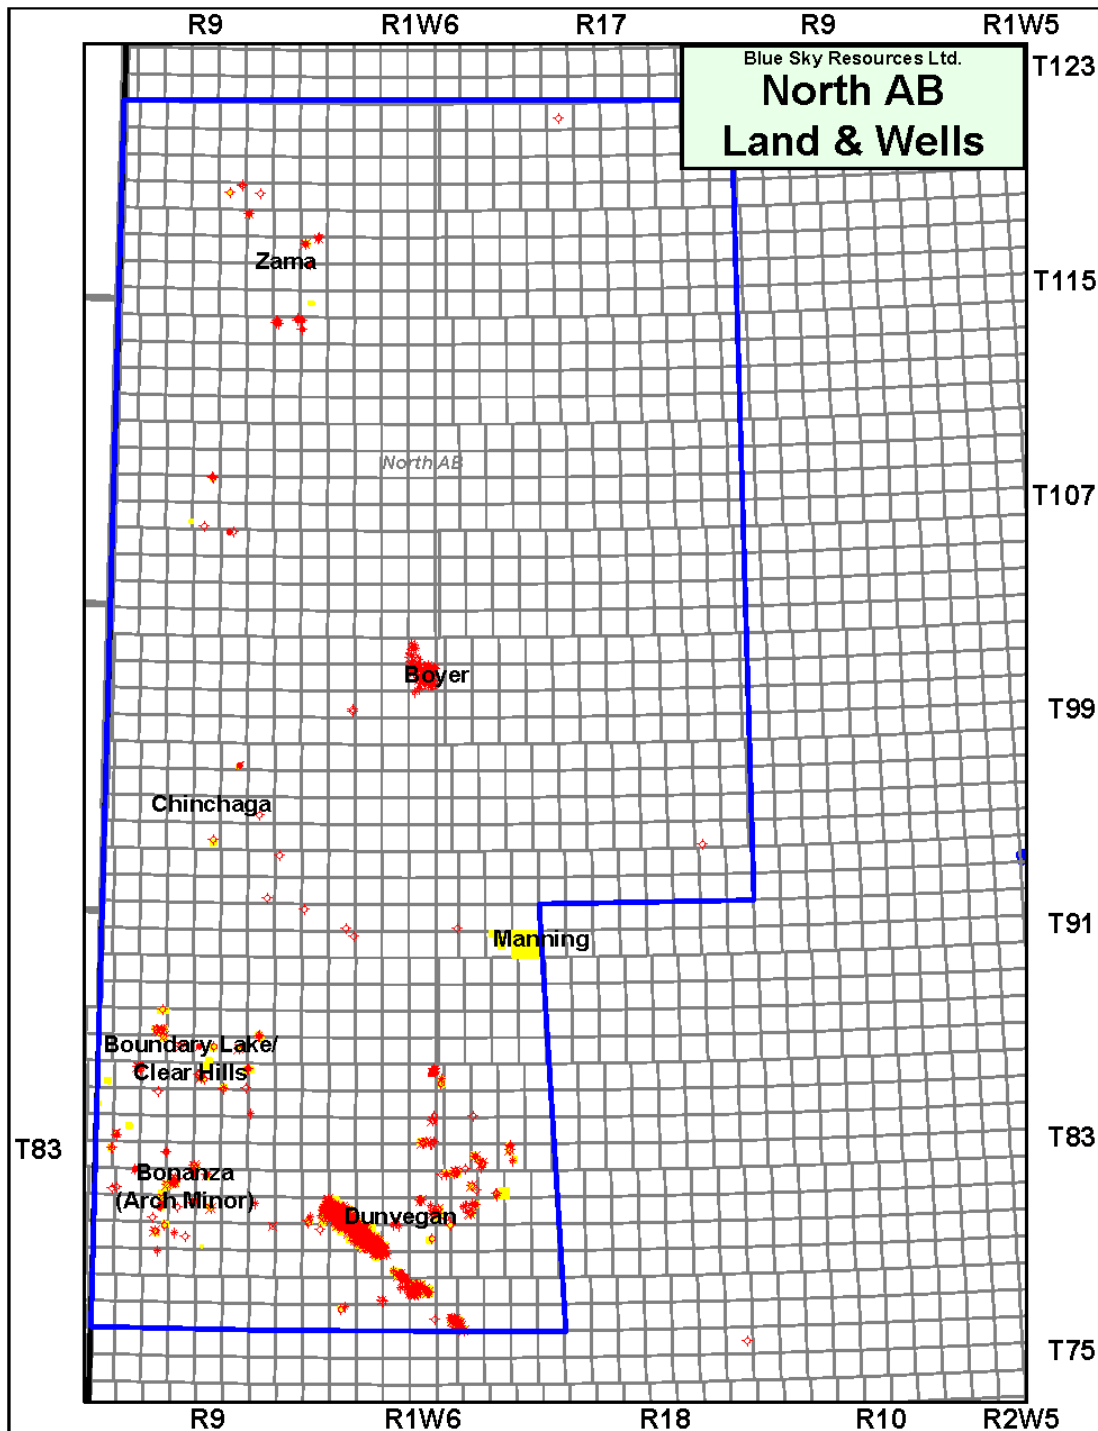 R9 R1W6 R17 R9 R1W5
Blue Sky Resources Ltd.
North AB
Land & Wells
T123
Zama
T115
North AB
T107
Boyer
T99
Chinchaga
T91
Manning
Boundary Lake/
Clear Hills
T83
T83
Bonanza
(Arch Minor)
Dunvegan
T75
R9 R1W6 R18 R10 R2W5